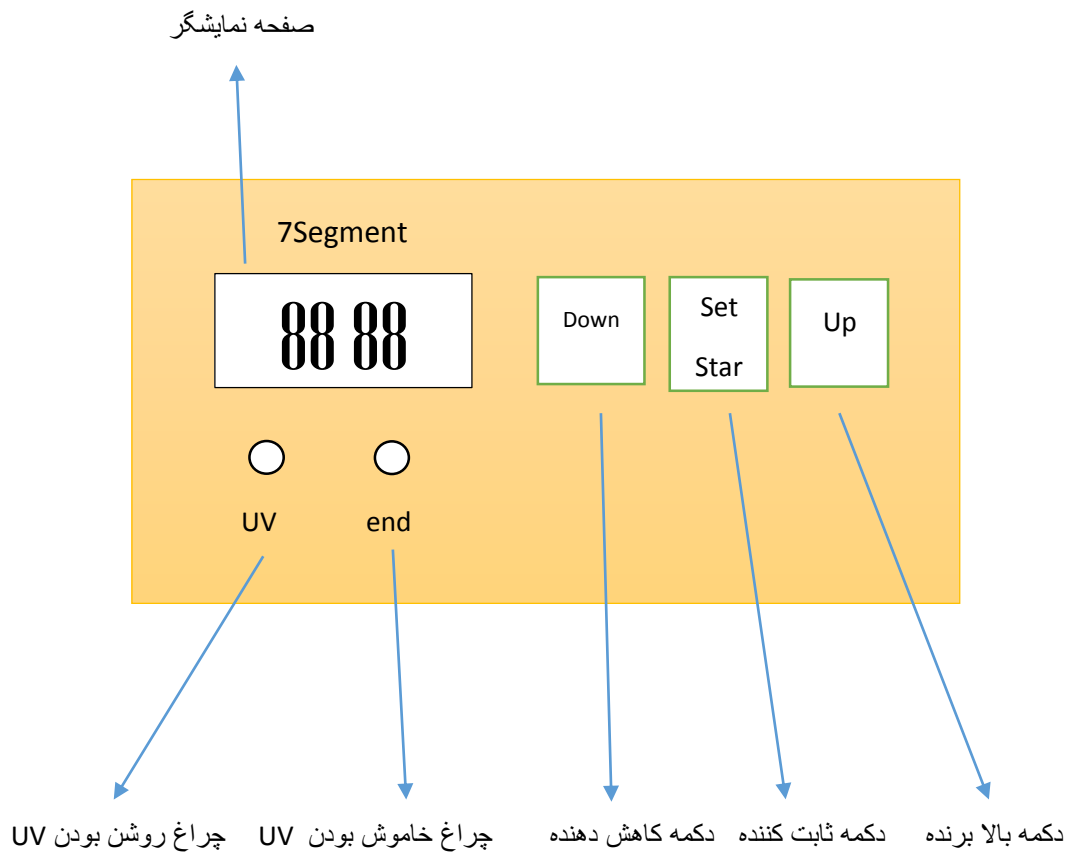 صفحه نمایشگر
7Segment
88 88
Down
Set
Star
Up
UV
end
چراغ روشن بودن UV
چراغ خاموش بودن UV
دکمه کاهش دهنده
دکمه ثابت کننده
دکمه بالا برنده